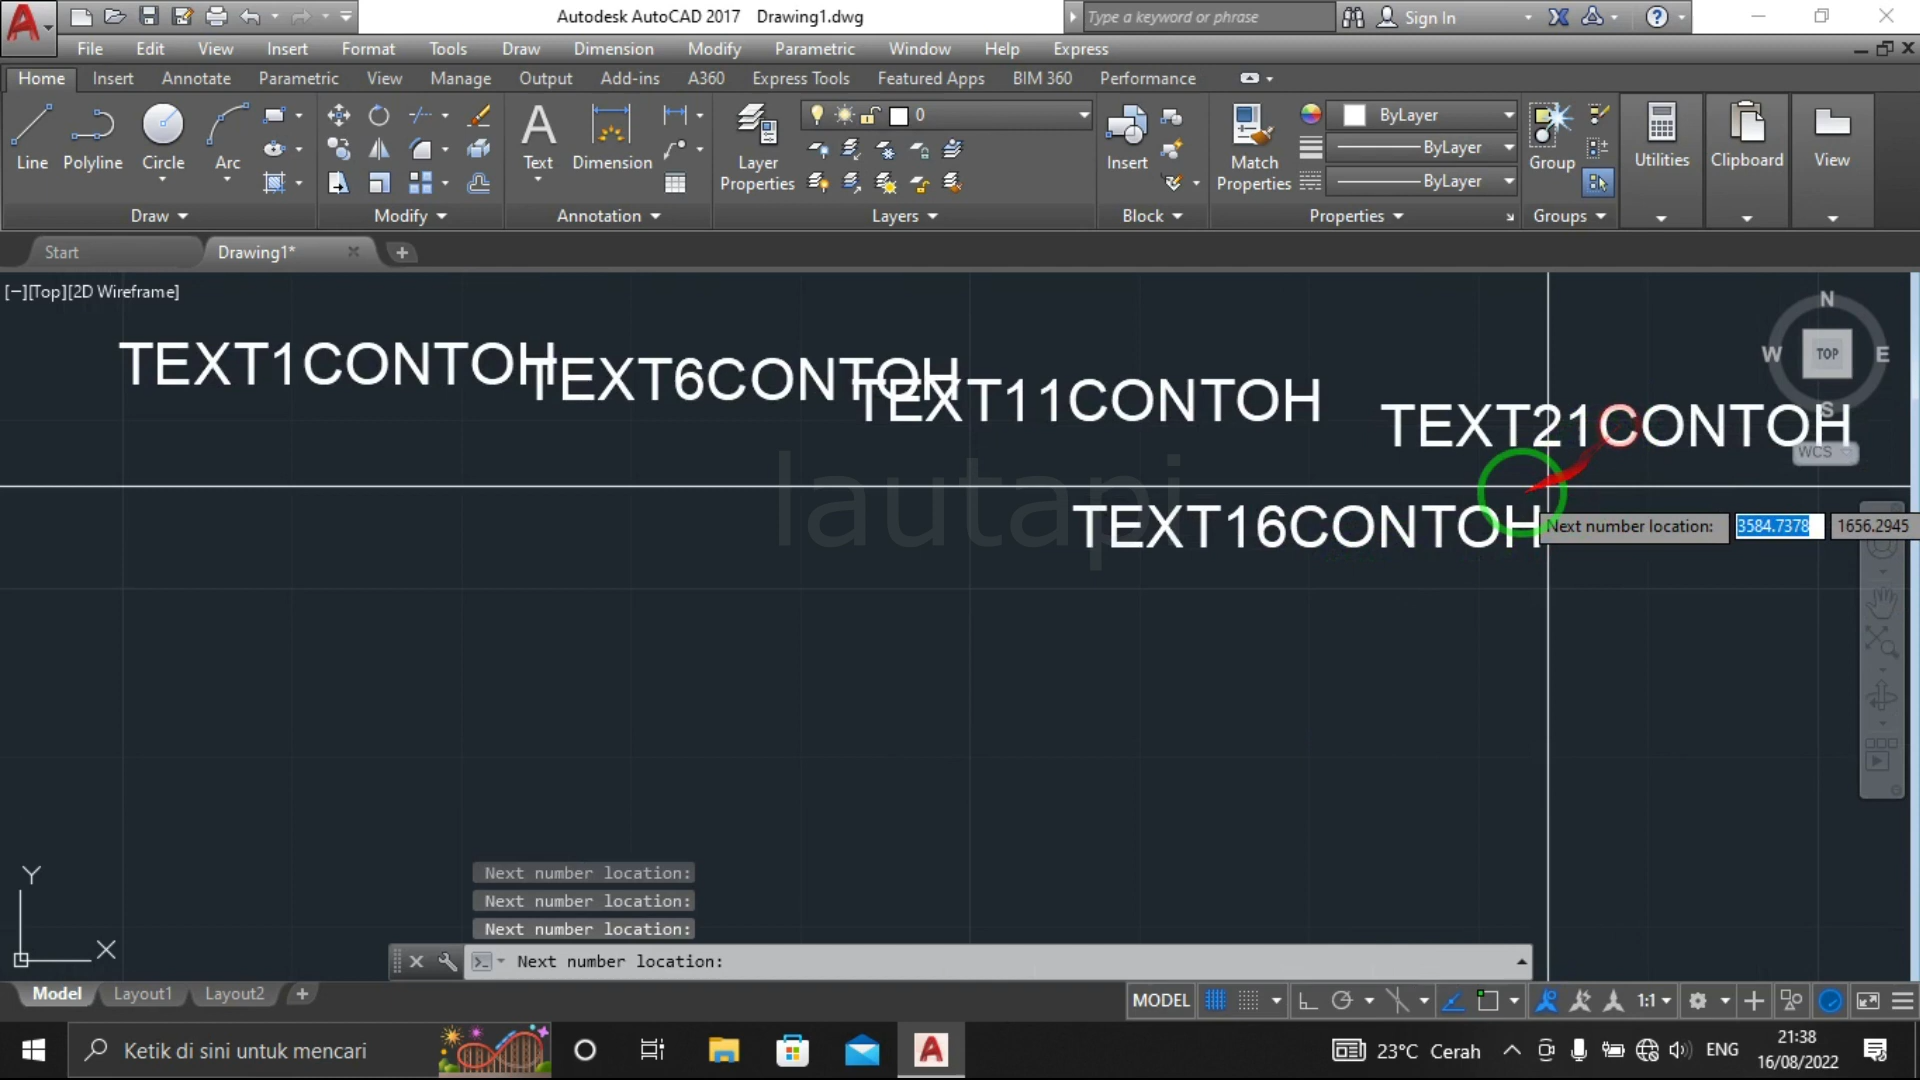 Autodesk AutoCAD 2017 Drawing1.dwg
Type a keyword or phrase
Sign In
File Edit View Insert Format Tools Draw Dimension Modify Parametric Window Help Express
Home Insert Annotate Parametric View Manage Output Add-ins A360 Express Tools Featured Apps BIM 360 Performance
0
ByLayer
ByLayer
ByLayer
Line Polyline Circle Arc
Text Dimension
Layer Properties
Insert
Match Properties
Group
Utilities Clipboard View
Draw Modify Annotation Layers Block Properties Groups
Start Drawing1*
[−][Top][2D Wireframe]
N
W TOP E
S
WCS
TEXT1CONTOH
TEXT6CONTOH
TEXT11CONTOH
TEXT21CONTOH
lautapi
TEXT16CONTOH
Next number location: 3584.7378 1656.2945
Next number location:
Next number location:
Next number location:
Next number location:
Y
X
Model Layout1 Layout2
MODEL 1:1
Ketik di sini untuk mencari
23°C Cerah
ENG
21:38
16/08/2022